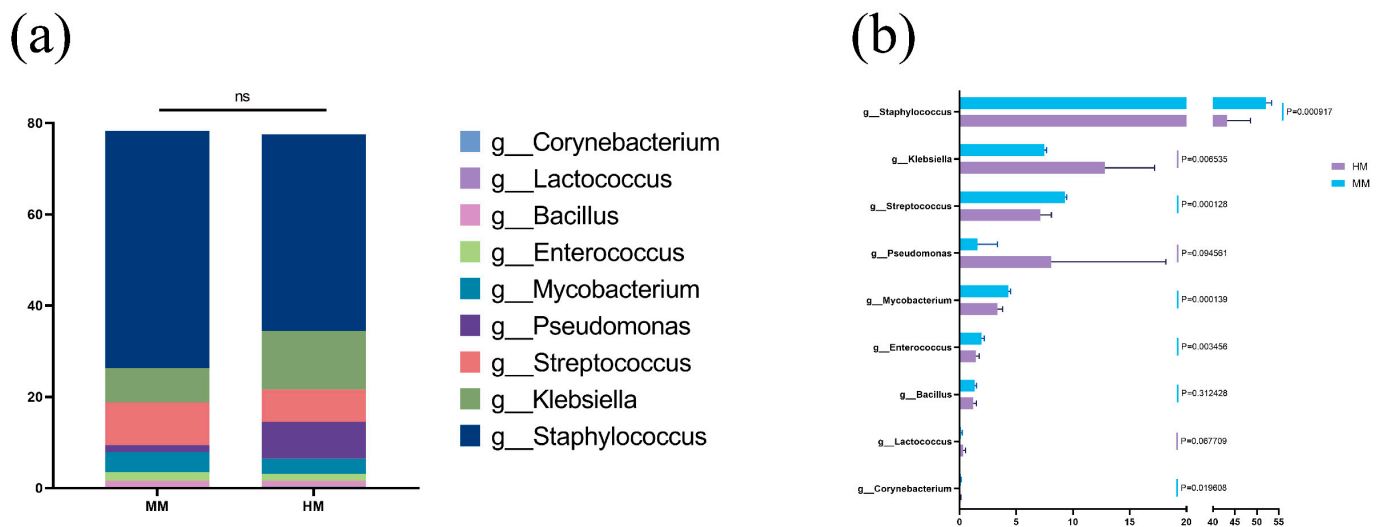 (a)
ns
80
60
40
20
0
MM HM
g__Corynebacterium
g__Lactococcus
g__Bacillus
g__Enterococcus
g__Mycobacterium
g__Pseudomonas
g__Streptococcus
g__Klebsiella
g__Staphylococcus
(b)
g__Staphylococcus P=0.000917
g__Klebsiella P=0.006535
g__Streptococcus P=0.000128
g__Pseudomonas P=0.094561
g__Mycobacterium P=0.000139
g__Enterococcus P=0.003456
g__Bacillus P=0.312428
g__Lactococcus P=0.067709
g__Corynebacterium P=0.019608
0 5 10 15 20 40 45 50 55
HM
MM